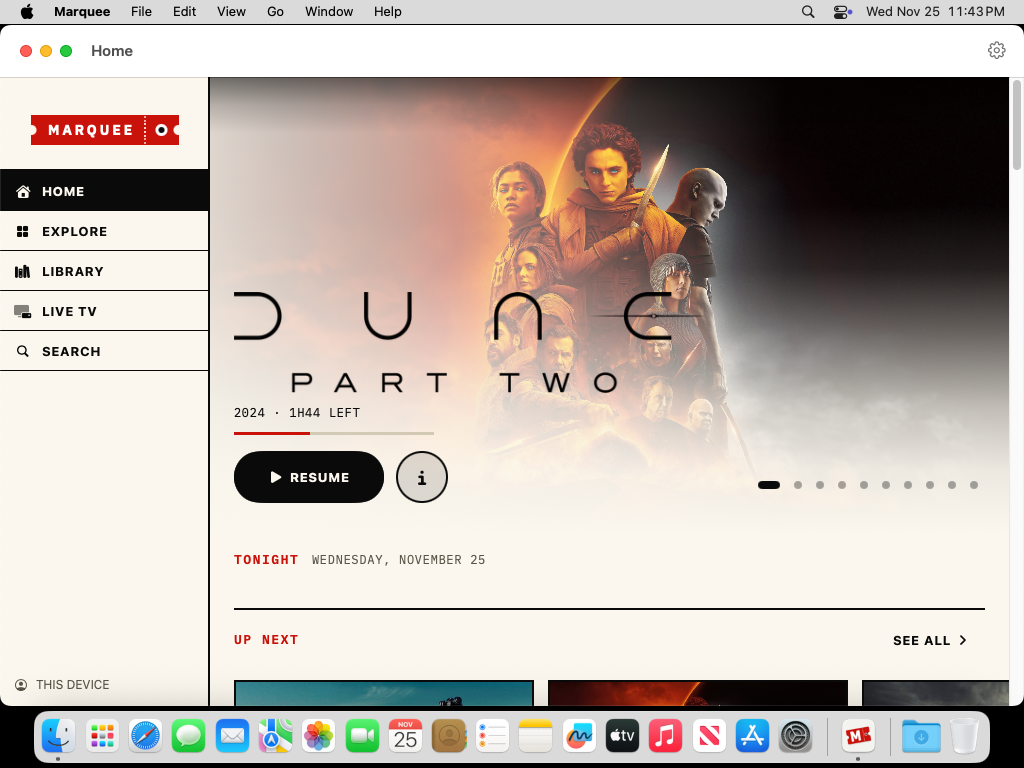 Marquee File Edit View Go Window Help Wed Nov 25 11:43 PM
Home
MARQUEE
HOME
EXPLORE
LIBRARY
LIVE TV
SEARCH
THIS DEVICE
DUNE
PART TWO
2024 · 1H44 LEFT
RESUME i
TONIGHT WEDNESDAY, NOVEMBER 25
UP NEXT SEE ALL
NOV
25
tv